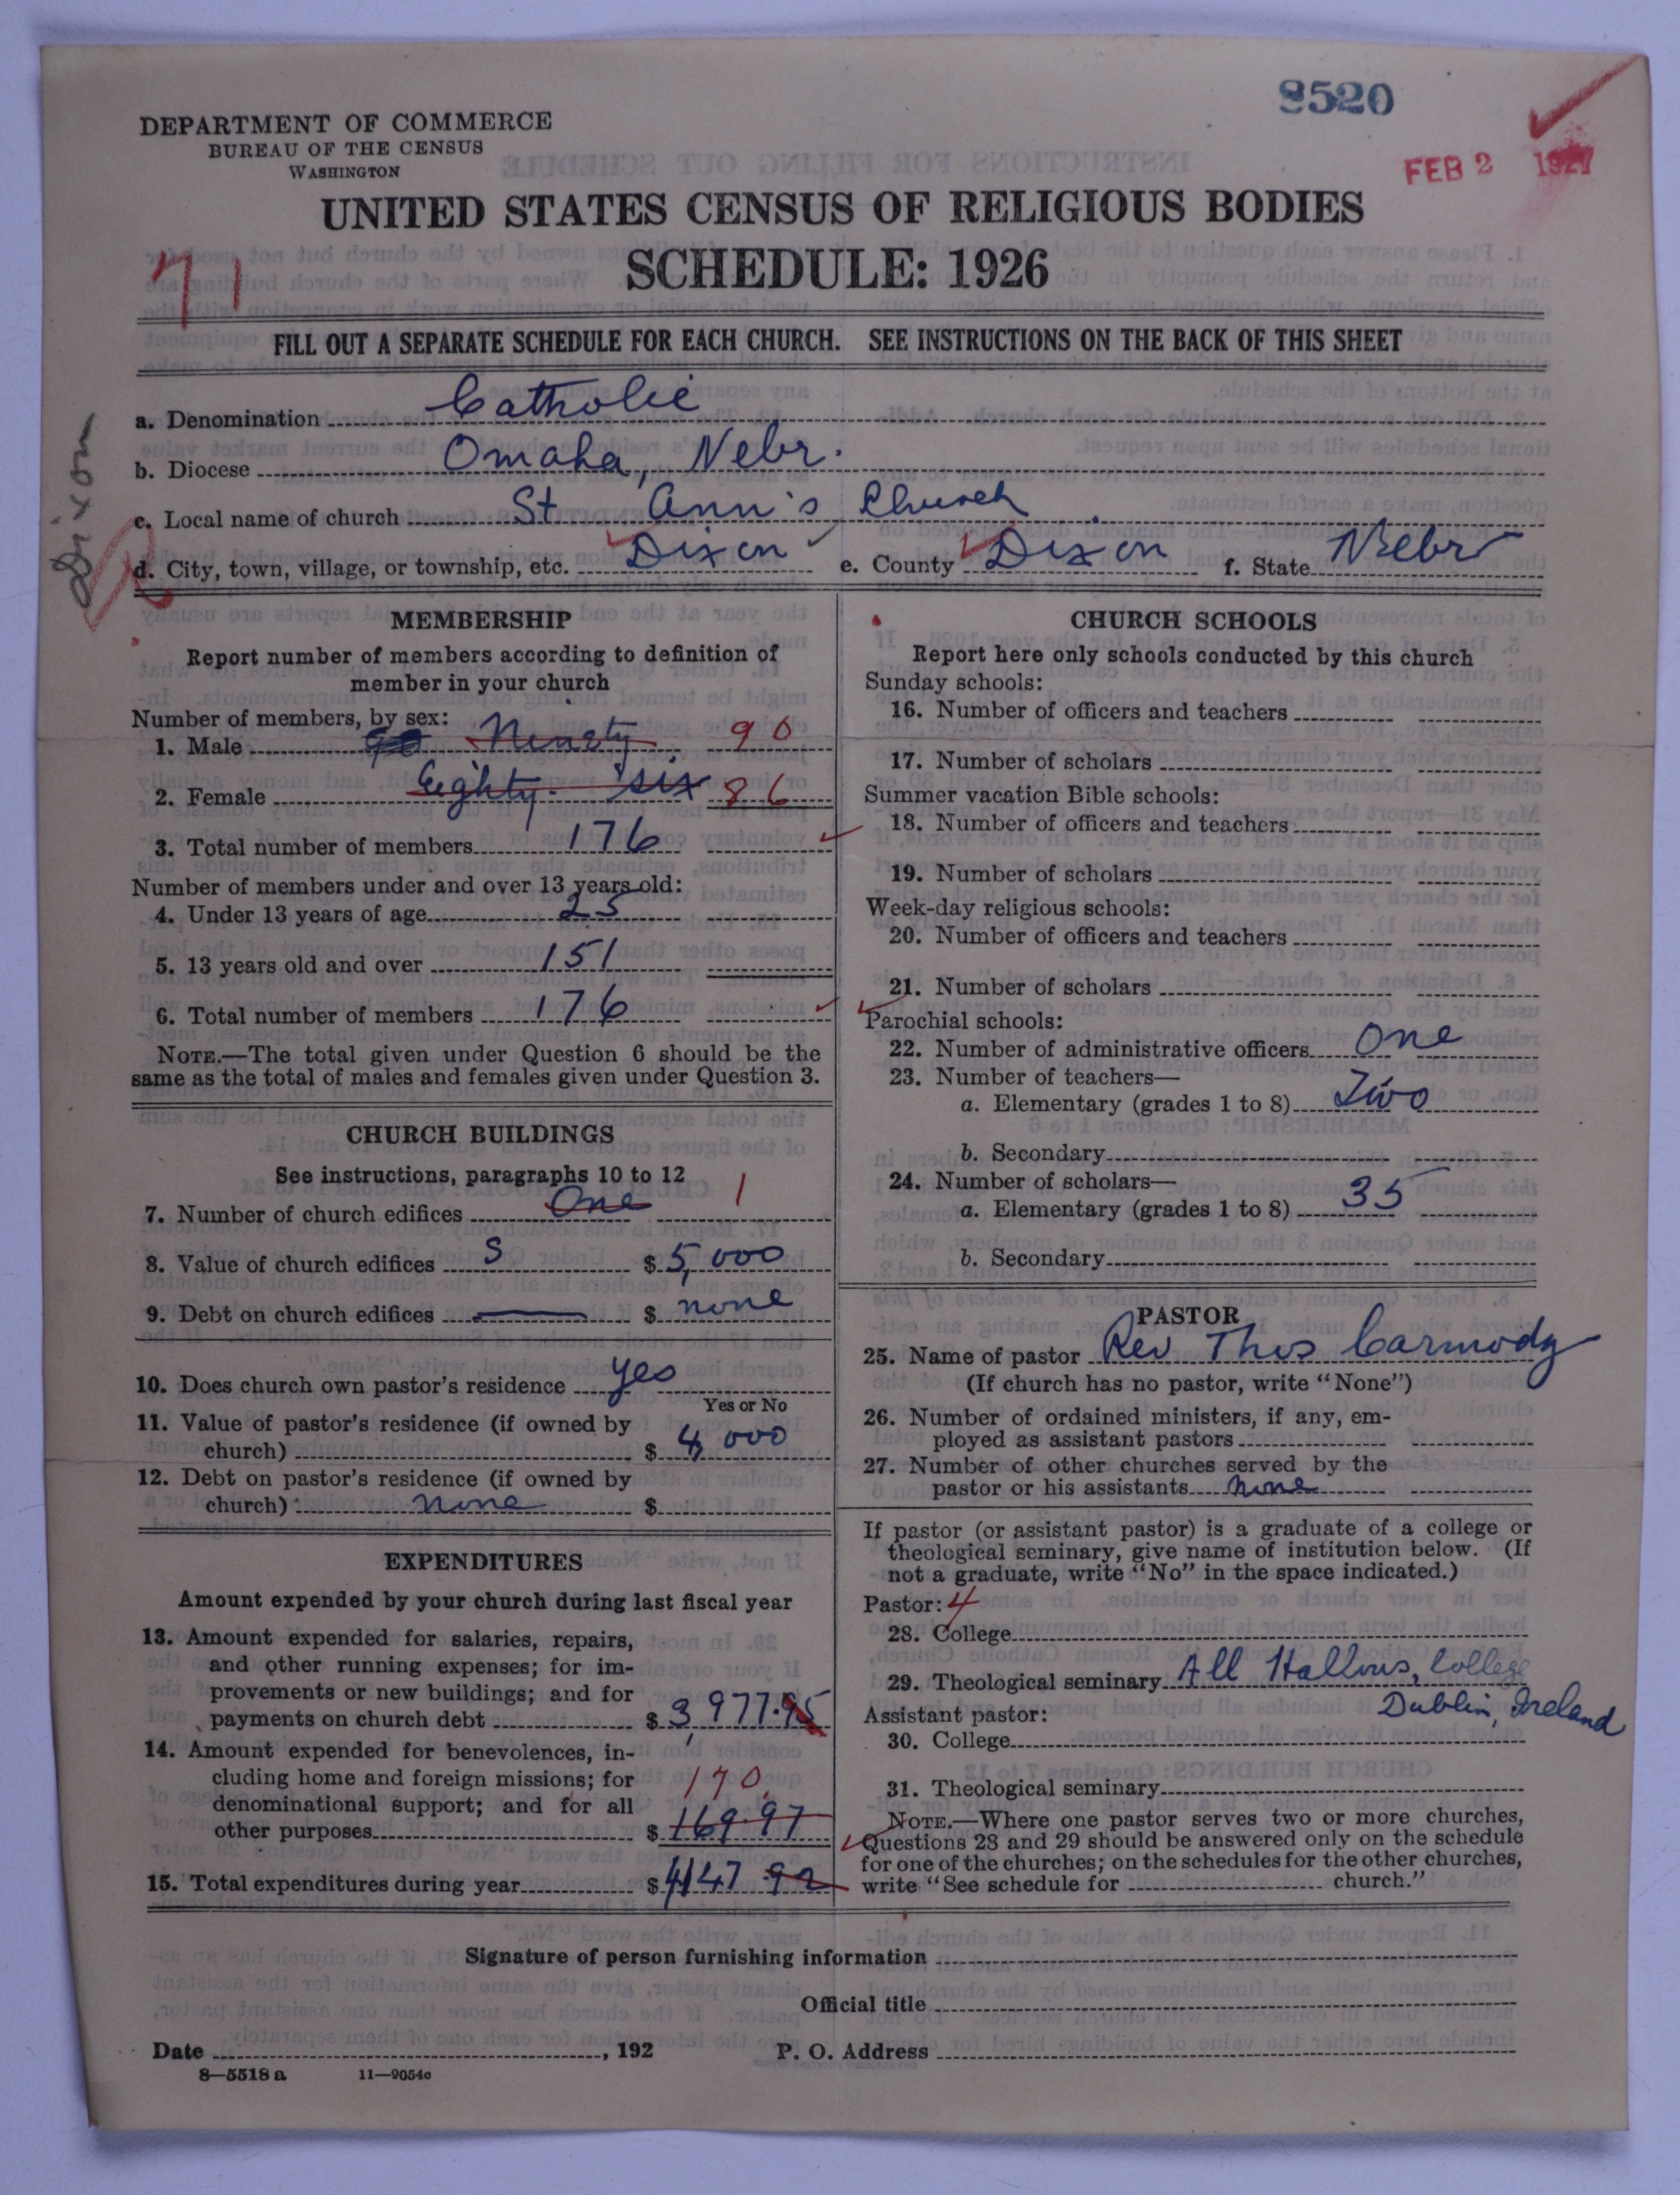 8520
FEB 2 1927
DEPARTMENT OF COMMERCE
BUREAU OF THE CENSUS
WASHINGTON
UNITED STATES CENSUS OF RELIGIOUS BODIES
SCHEDULE: 1926
71
FILL OUT A SEPARATE SCHEDULE FOR EACH CHURCH. SEE INSTRUCTIONS ON THE BACK OF THIS SHEET
Dixon
a. Denomination Catholic
b. Diocese Omaha, Nebr.
c. Local name of church St Ann's Church
d. City, town, village, or township, etc. Dixon e. County Dixon f. State Nebr
MEMBERSHIP
Report number of members according to definition of
member in your church
Number of members, by sex:
1. Male Ninety 90
2. Female Eighty-six 86
3. Total number of members 176
Number of members under and over 13 years old:
4. Under 13 years of age 25
5. 13 years old and over 151
6. Total number of members 176
NOTE.—The total given under Question 6 should be the
same as the total of males and females given under Question 3.
CHURCH BUILDINGS
See instructions, paragraphs 10 to 12
7. Number of church edifices One 1
8. Value of church edifices S $ 5,000
9. Debt on church edifices $ none
10. Does church own pastor's residence yes
Yes or No
11. Value of pastor's residence (if owned by
church) $ 4,000
12. Debt on pastor's residence (if owned by
church) none $
EXPENDITURES
Amount expended by your church during last fiscal year
13. Amount expended for salaries, repairs,
and other running expenses; for im-
provements or new buildings; and for
payments on church debt $ 3,977.95
14. Amount expended for benevolences, in-
cluding home and foreign missions; for
denominational support; and for all 170.
other purposes $ 169.97
15. Total expenditures during year $ 4147.92
CHURCH SCHOOLS
Report here only schools conducted by this church
Sunday schools:
16. Number of officers and teachers
17. Number of scholars
Summer vacation Bible schools:
18. Number of officers and teachers
19. Number of scholars
Week-day religious schools:
20. Number of officers and teachers
21. Number of scholars
Parochial schools:
22. Number of administrative officers One
23. Number of teachers—
a. Elementary (grades 1 to 8) Two
b. Secondary
24. Number of scholars—
a. Elementary (grades 1 to 8) 35
b. Secondary
PASTOR
25. Name of pastor Rev Thos Carmody
(If church has no pastor, write "None")
26. Number of ordained ministers, if any, em-
ployed as assistant pastors
27. Number of other churches served by the
pastor or his assistants none
If pastor (or assistant pastor) is a graduate of a college or
theological seminary, give name of institution below. (If
not a graduate, write "No" in the space indicated.)
Pastor: 4
28. College
29. Theological seminary All Hallows, College
Dublin, Ireland
Assistant pastor:
30. College
31. Theological seminary
NOTE.—Where one pastor serves two or more churches,
Questions 28 and 29 should be answered only on the schedule
for one of the churches; on the schedules for the other churches,
write "See schedule for church."
Signature of person furnishing information
Official title
Date , 192 P. O. Address
8—5518 a 11—9054c